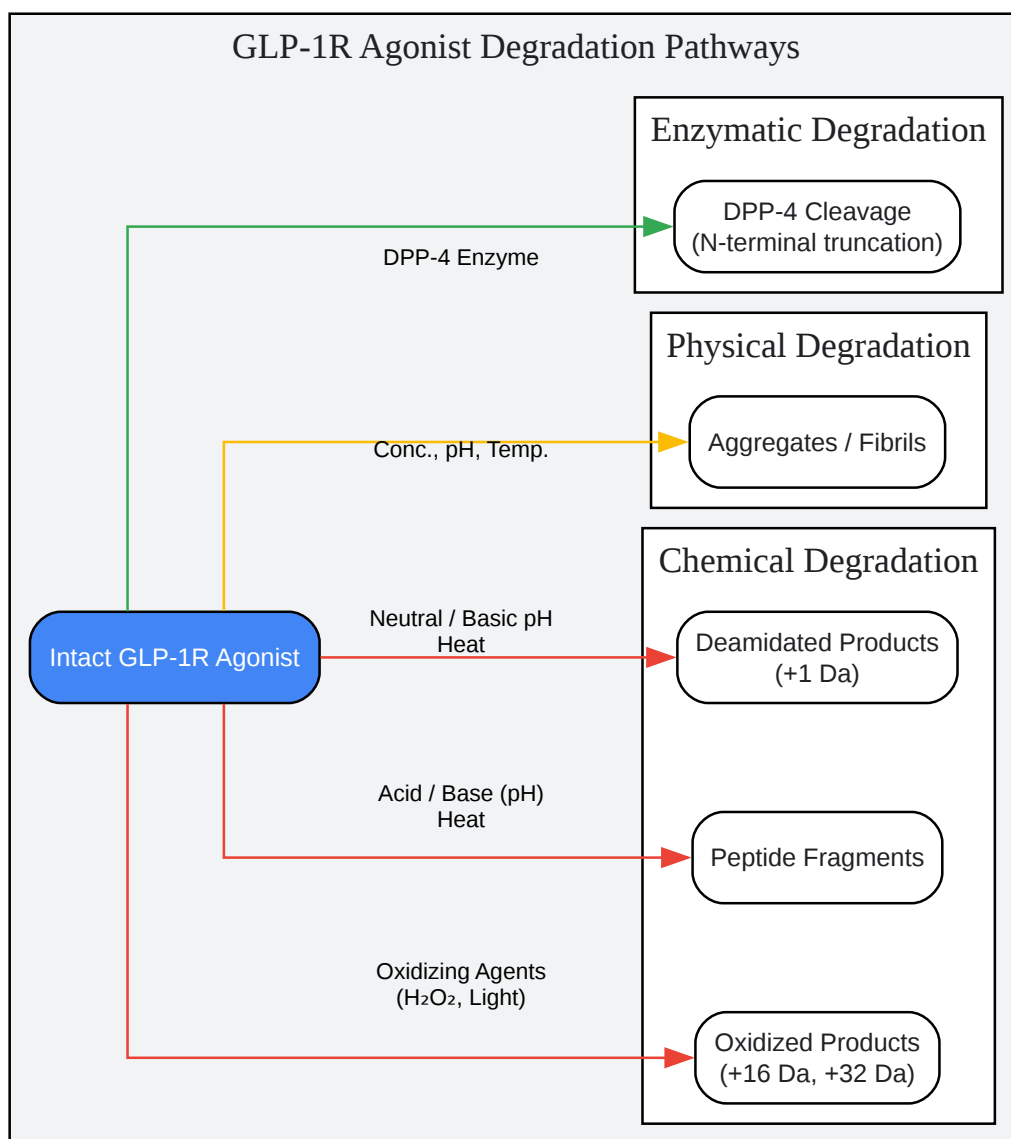 GLP-1R Agonist Degradation Pathways
Enzymatic Degradation
DPP-4 Cleavage
(N-terminal truncation)
DPP-4 Enzyme
Physical Degradation
Conc., pH, Temp.
Aggregates / Fibrils
Chemical Degradation
Neutral / Basic pH
Heat
Intact GLP-1R Agonist
Deamidated Products
(+1 Da)
Acid / Base (pH)
Heat
Peptide Fragments
Oxidizing Agents
(H₂O₂, Light)
Oxidized Products
(+16 Da, +32 Da)